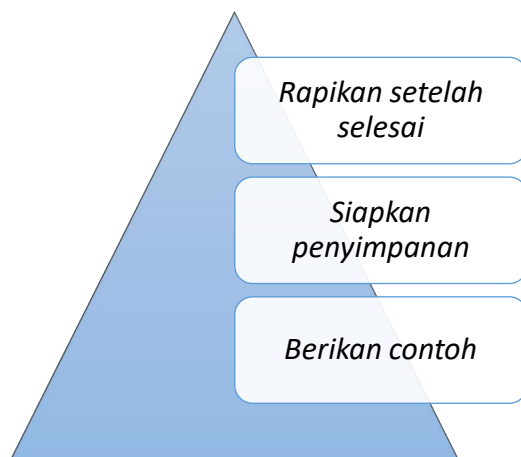 Rapikan setelah
selesai
Siapkan
penyimpanan
Berikan contoh